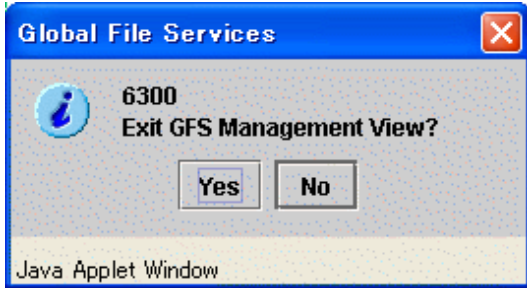 Global File Services
6300
Exit GFS Management View?
Yes No
Java Applet Window